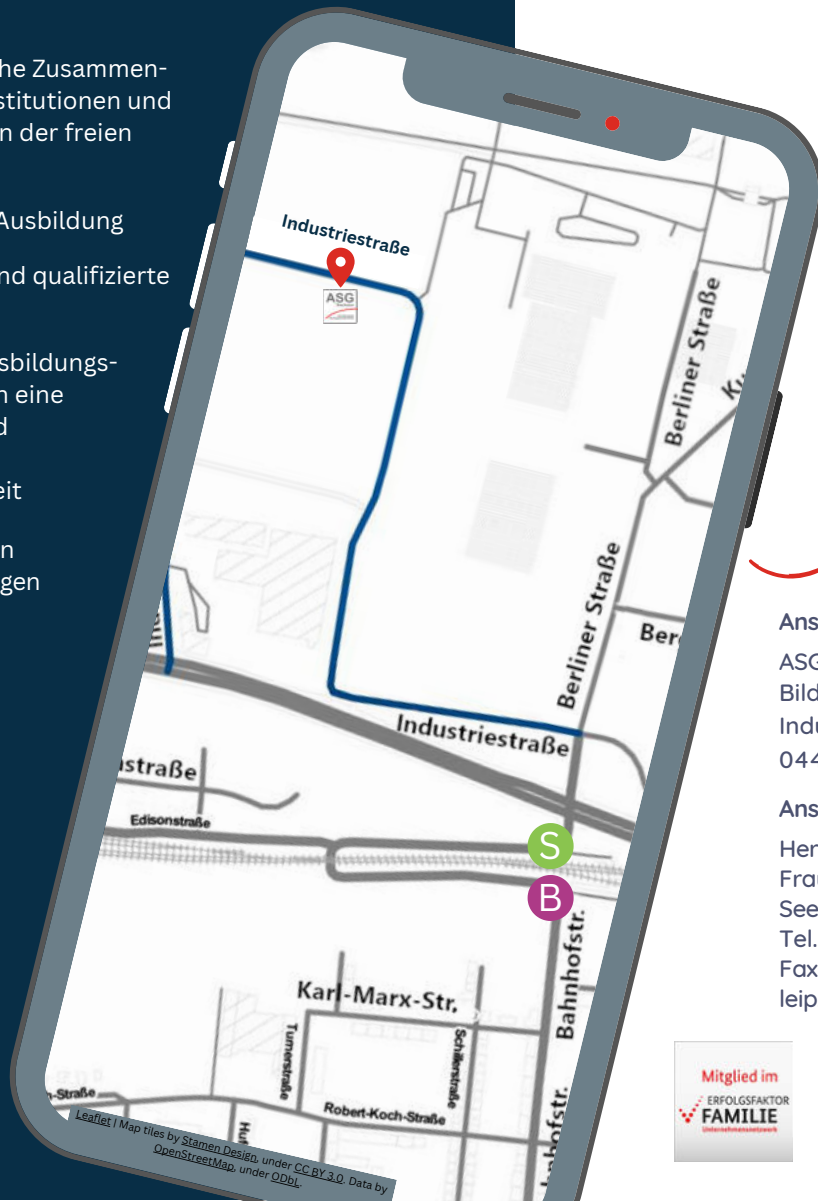 he Zusammen-
stitutionen und
n der freien
Ausbildung
nd qualifizierte
sbildungs-
n eine
d
eit
n
gen
Industriestraße
ASG
Berliner Straße
Berliner Straße
Industriestraße
straße
Edisonstraße
S
B
Bahnhofstr.
Karl-Marx-Str.
Turnerstraße
Schillerstraße
n-Straße
Robert-Koch-Straße
hnhofstr.
Leaflet | Map tiles by Stamen Design, under CC BY 3.0. Data by
OpenStreetMap, under ODbL.
Ans
ASG
Bild
Indu
044
Ans
Her
Frau
See
Tel.
Fax
leip
Mitglied im
ERFOLGSFAKTOR
FAMILIE
Unternehmensnetzwerk